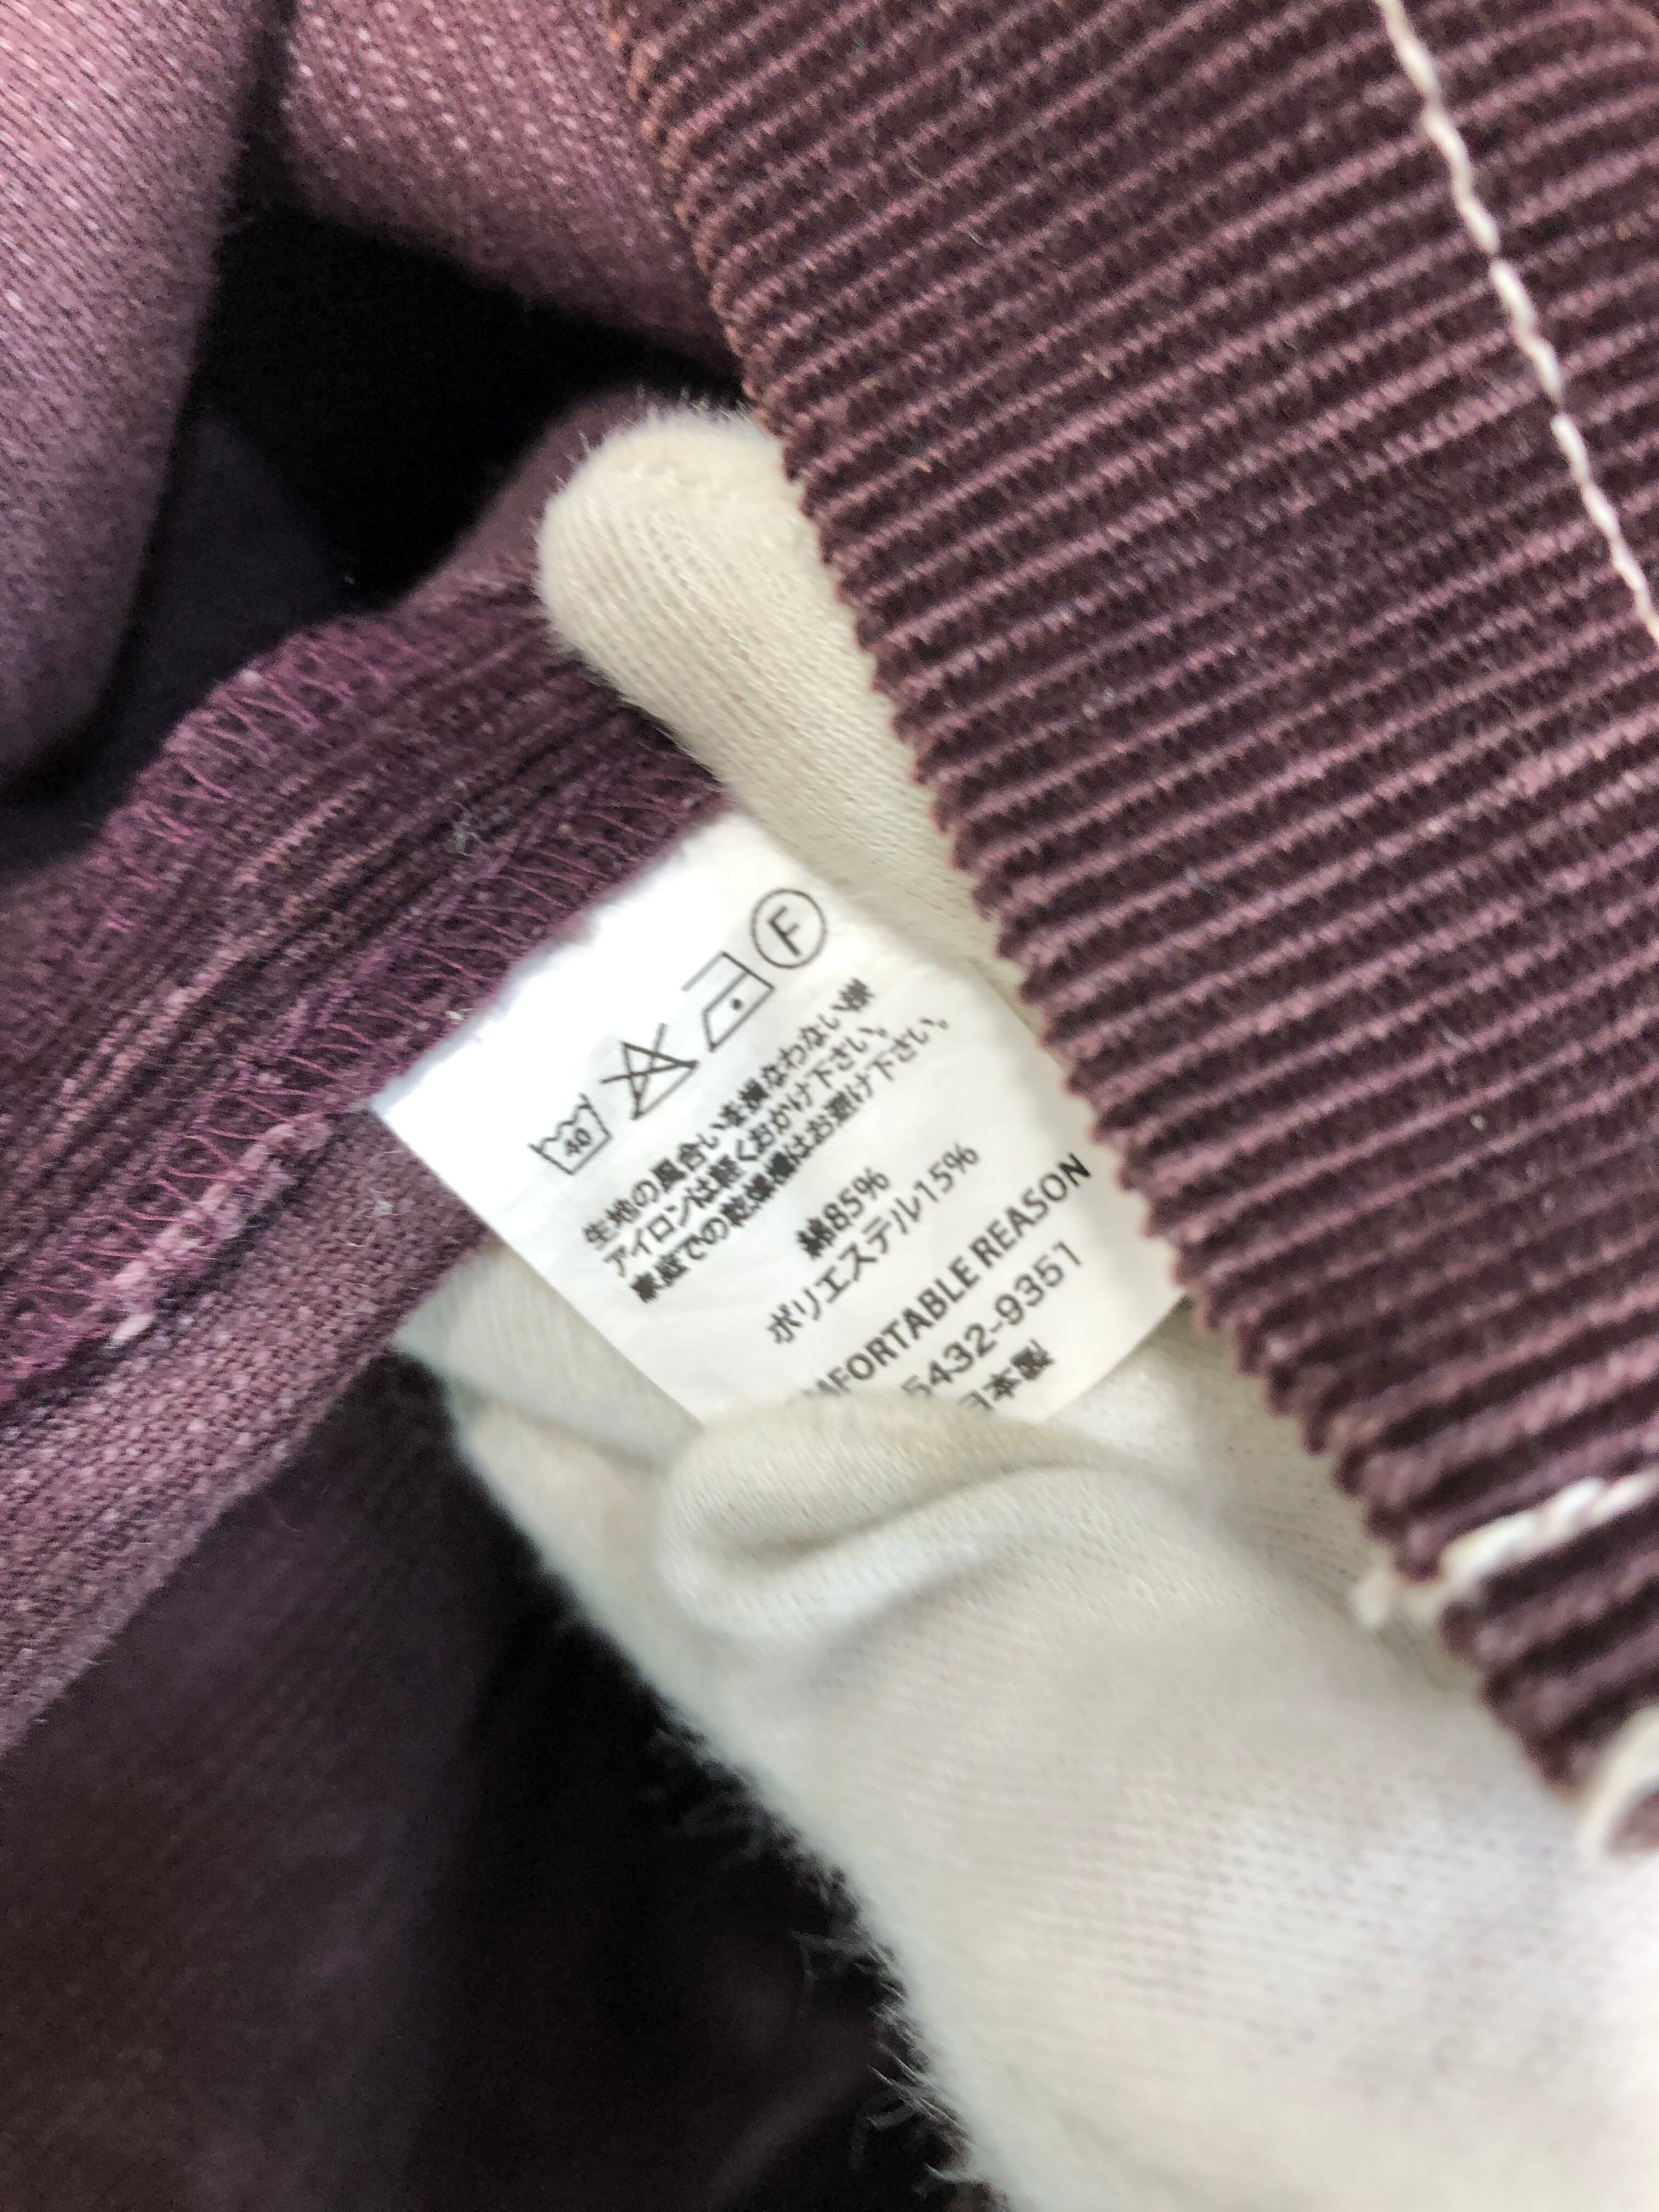 F
40
生地の風合いを損なわない様
アイロンは軽くおかけ下さい。
家庭での乾燥機はお避け下さい。
綿85%
ポリエステル15%
MFORTABLE REASON
5432-9351
日本製